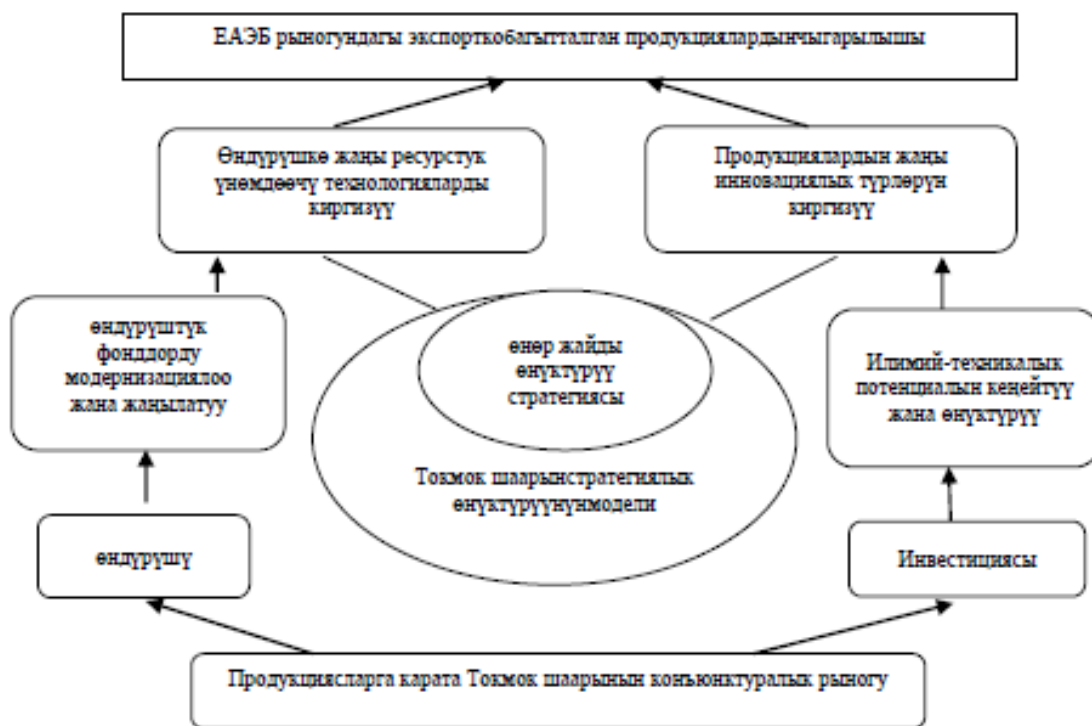 ЕАЭБ рыногундагы экспорткобагытталган продукциялардынчыгарылышы
Өндүрүшкө жаңы ресурстук
үнөмдөөчү технологияларды
киргизүү
Продукциялардын жаңы
инновациялык түрлөрүн
киргизүү
өндүрүштүк
фонддорду
модернизациялоо
жана жаңылатуу
өнөр жайды
өнүктүрүү
стратегиясы
Илимий-техникалык
потенциалын кеңейтүү
жана өнүктүрүү
Токмок шаарынстратегиялык
өнүктүрүүнүнмодели
өндүрүшү
Инвестициясы
Продукциясларга карата Токмок шаарынын конъюнктуралык рыногу